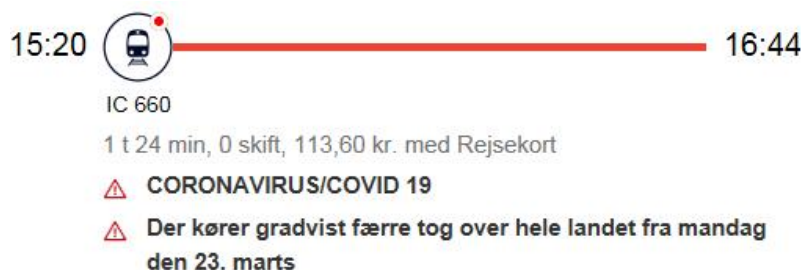 15:20 16:44
IC 660
1 t 24 min, 0 skift, 113,60 kr. med Rejsekort
CORONAVIRUS/COVID 19
Der kører gradvist færre tog over hele landet fra mandag
den 23. marts